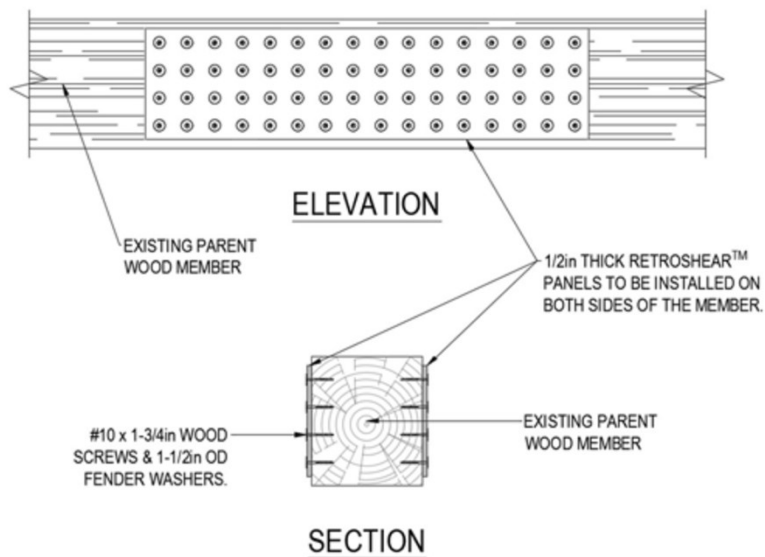 ELEVATION
EXISTING PARENT
WOOD MEMBER
1/2in THICK RETROSHEAR™
PANELS TO BE INSTALLED ON
BOTH SIDES OF THE MEMBER.
#10 x 1-3/4in WOOD
SCREWS & 1-1/2in OD
FENDER WASHERS.
EXISTING PARENT
WOOD MEMBER
SECTION